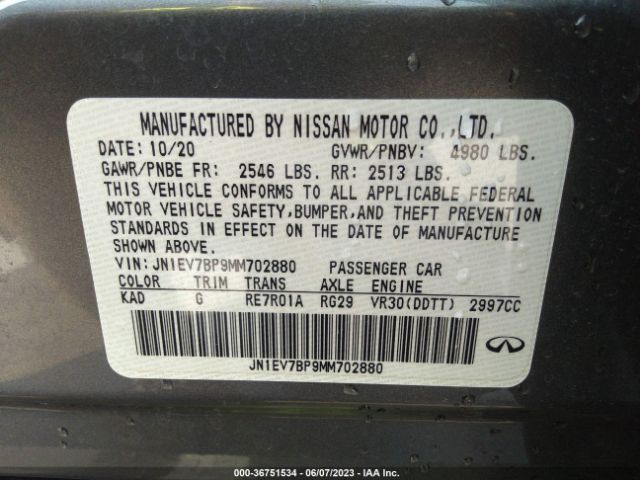 MANUFACTURED BY NISSAN MOTOR CO.,LTD.
DATE: 10/20 GVWR/PNBV: 4980 LBS.
GAWR/PNBE FR: 2546 LBS. RR: 2513 LBS.
THIS VEHICLE CONFORMS TO ALL APPLICABLE FEDERAL
MOTOR VEHICLE SAFETY,BUMPER,AND THEFT PREVENTION
STANDARDS IN EFFECT ON THE DATE OF MANUFACTURE
SHOWN ABOVE.
VIN: JN1EV7BP9MM702880 PASSENGER CAR
COLOR TRIM TRANS AXLE ENGINE
KAD G RE7R01A RG29 VR30(DDTT) 2997CC
JN1EV7BP9MM702880
INFINITI
000-36751534 - 06/07/2023 - IAA Inc.